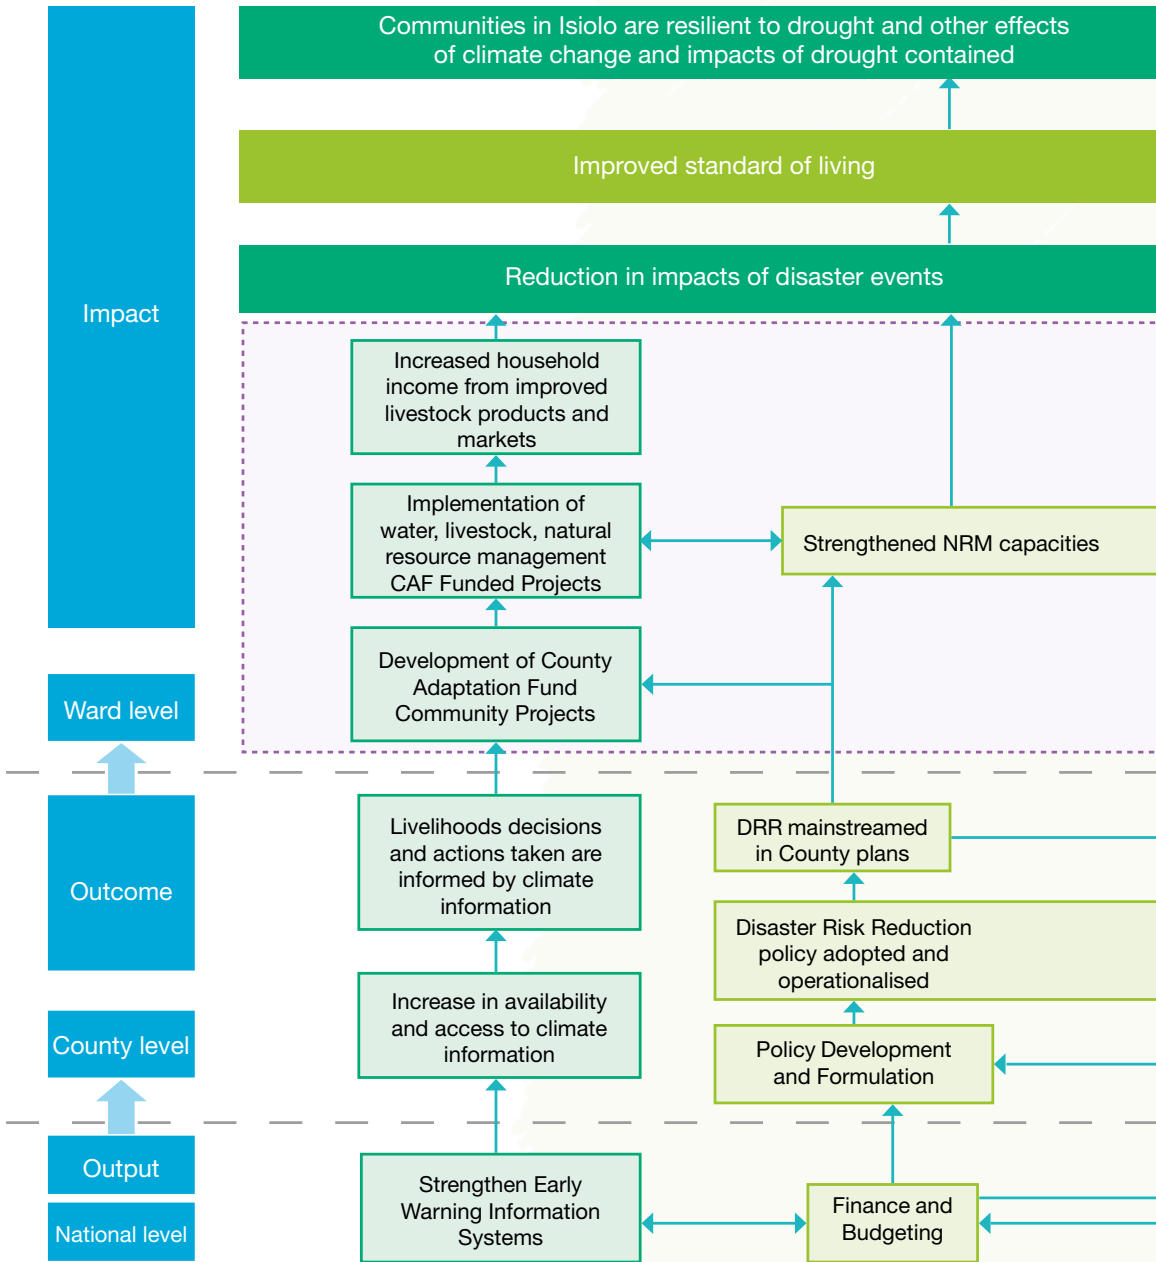 Communities in Isiolo are resilient to drought and other effects
of climate change and impacts of drought contained
Improved standard of living
Reduction in impacts of disaster events
Impact
Increased household
income from improved
livestock products and
markets
Implementation of
water, livestock, natural
resource management
CAF Funded Projects
Strengthened NRM capacities
Development of County
Adaptation Fund
Community Projects
Ward level
Livelihoods decisions
and actions taken are
informed by climate
information
DRR mainstreamed
in County plans
Outcome
Disaster Risk Reduction
policy adopted and
operationalised
Increase in availability
and access to climate
information
County level
Policy Development
and Formulation
Output
Strengthen Early
Warning Information
Systems
Finance and
Budgeting
National level